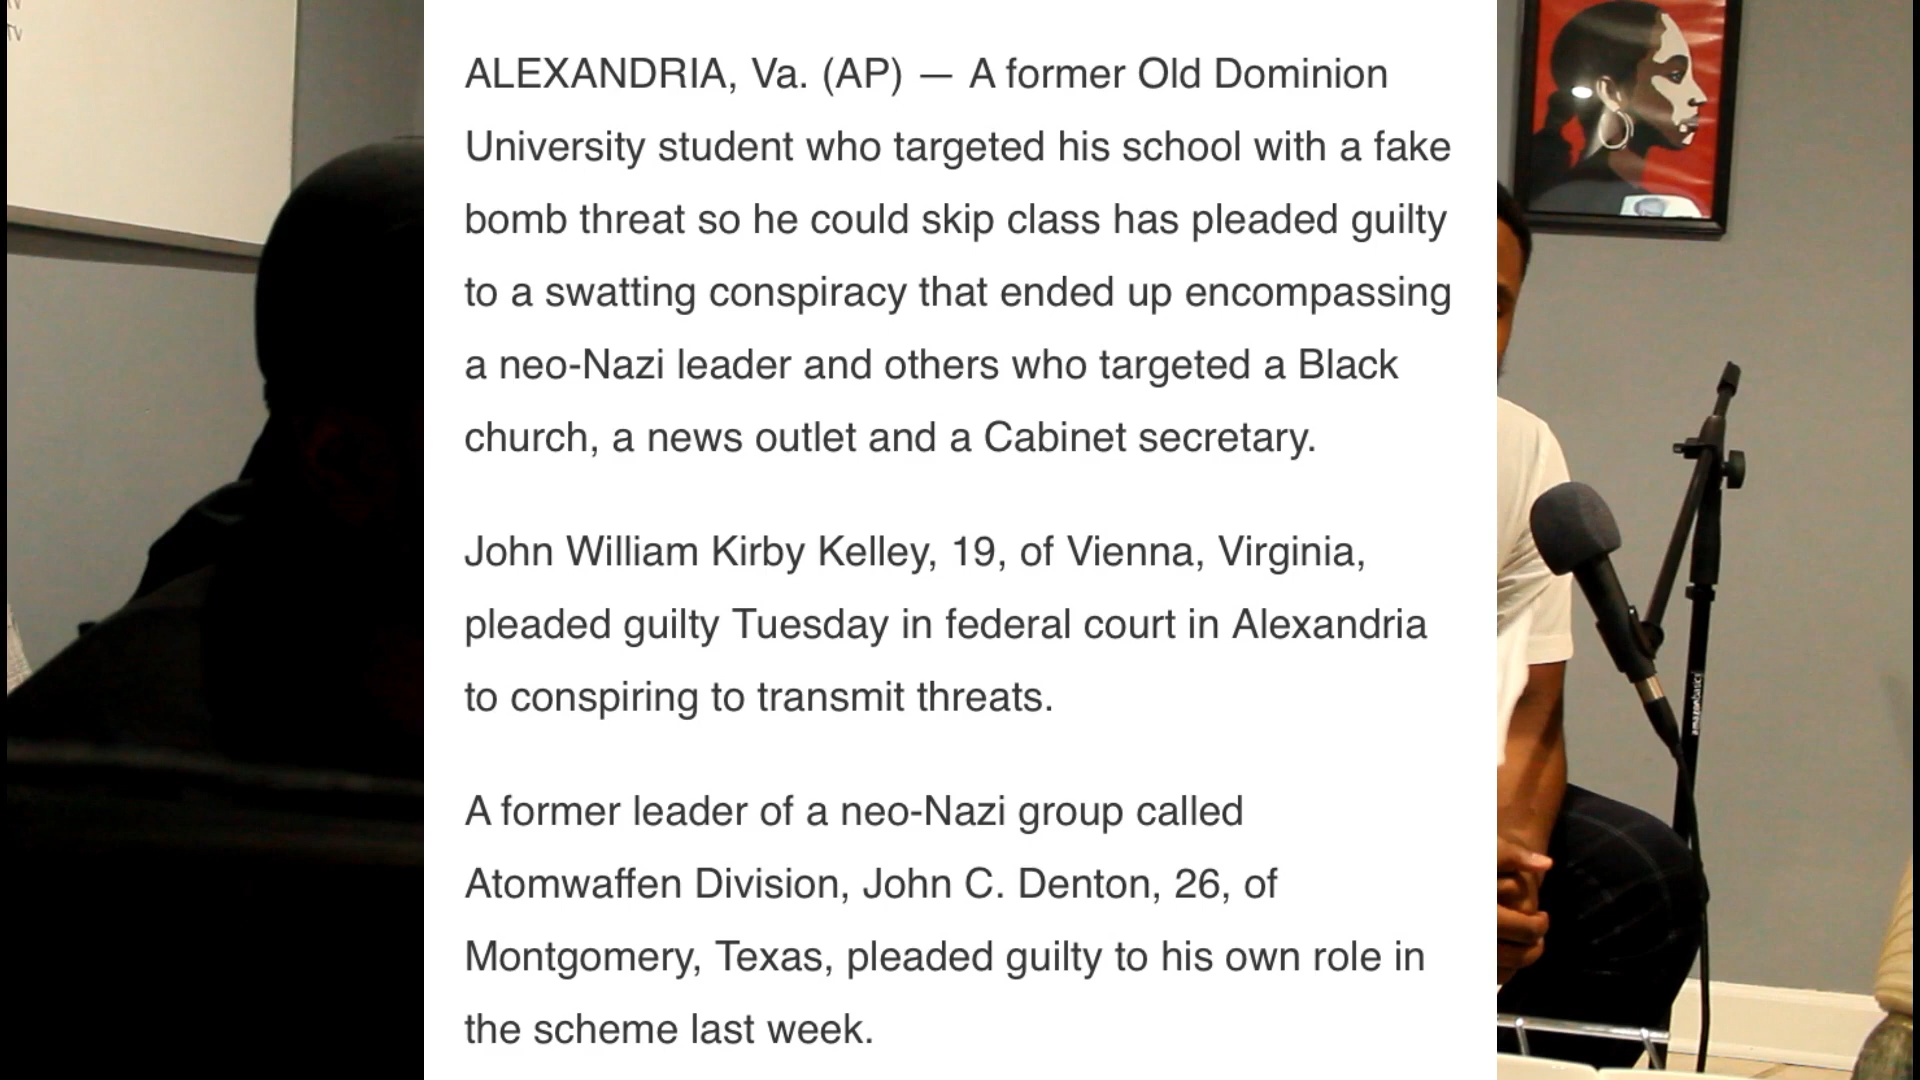 TV
ALEXANDRIA, Va. (AP) — A former Old Dominion
University student who targeted his school with a fake
bomb threat so he could skip class has pleaded guilty
to a swatting conspiracy that ended up encompassing
a neo-Nazi leader and others who targeted a Black
church, a news outlet and a Cabinet secretary.
John William Kirby Kelley, 19, of Vienna, Virginia,
pleaded guilty Tuesday in federal court in Alexandria
to conspiring to transmit threats.
A former leader of a neo-Nazi group called
Atomwaffen Division, John C. Denton, 26, of
Montgomery, Texas, pleaded guilty to his own role in
the scheme last week.
amazonbasics